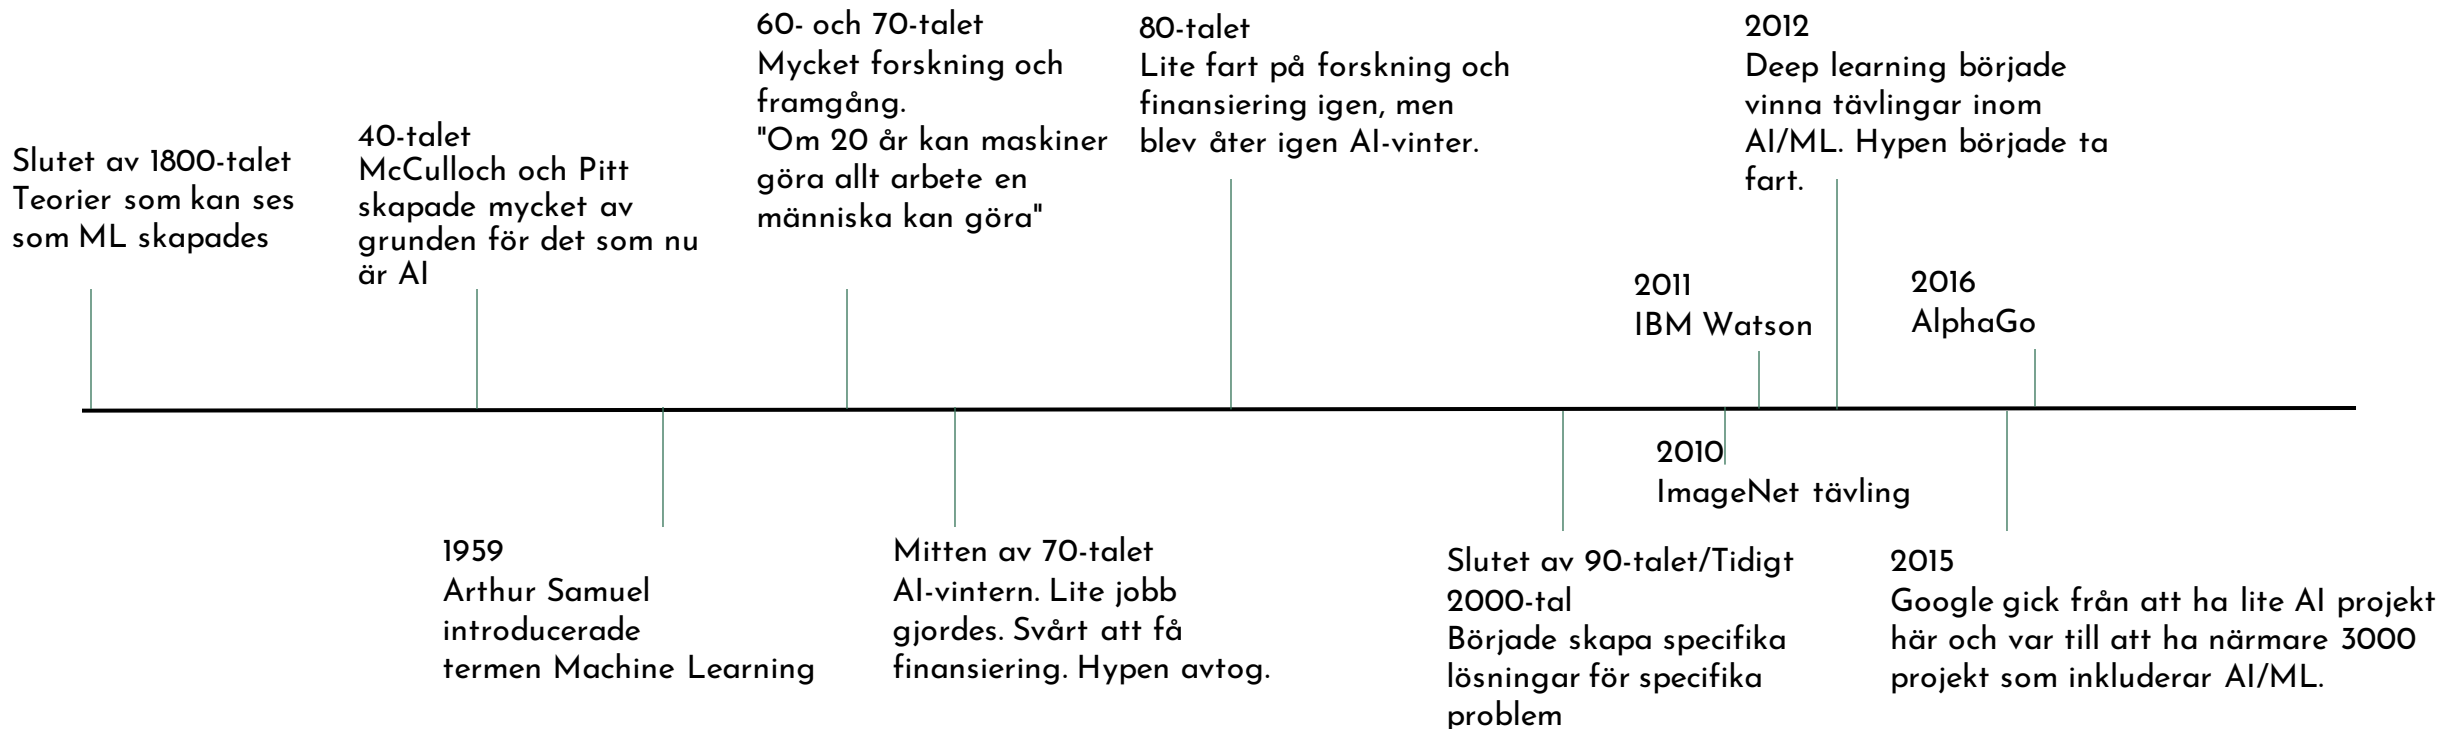 Slutet av 1800-talet
Teorier som kan ses
som ML skapades
40-talet
McCulloch och Pitt
skapade mycket av
grunden för det som nu
är AI
1959
Arthur Samuel
introducerade
termen Machine Learning
60- och 70-talet
Mycket forskning och
framgång.
"Om 20 år kan maskiner
göra allt arbete en
människa kan göra"
Mitten av 70-talet
AI-vintern. Lite jobb
gjordes. Svårt att få
finansiering. Hypen avtog.
80-talet
Lite fart på forskning och
finansiering igen, men
blev åter igen AI-vinter.
Slutet av 90-talet/Tidigt
2000-tal
Började skapa specifika
lösningar för specifika
problem
2010
ImageNet tävling
2011
IBM Watson
2012
Deep learning började
vinna tävlingar inom
AI/ML. Hypen började ta
fart.
2015
Google gick från att ha lite AI projekt
här och var till att ha närmare 3000
projekt som inkluderar AI/ML.
2016
AlphaGo